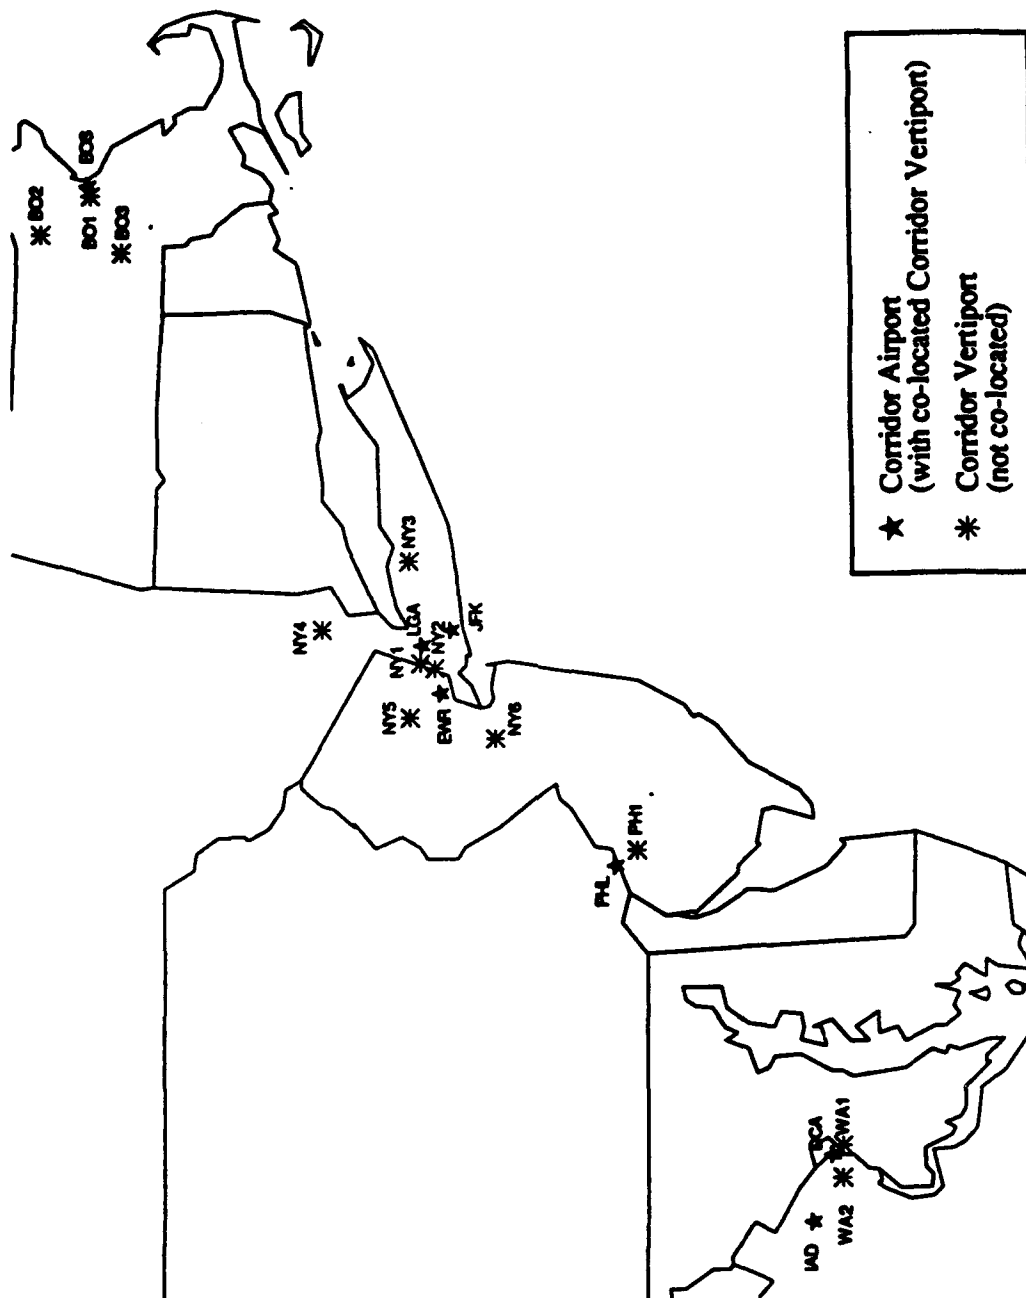 BO2
BO1
BOS
BO3
NY4
NY3
LGA
NY1
NY2
JFK
NY5
EWR
NY6
PHL
PH1
DCA
WA1
IAD
WA2
Corridor Airport
(with co-located Corridor Vertiport)
Corridor Vertiport
(not co-located)